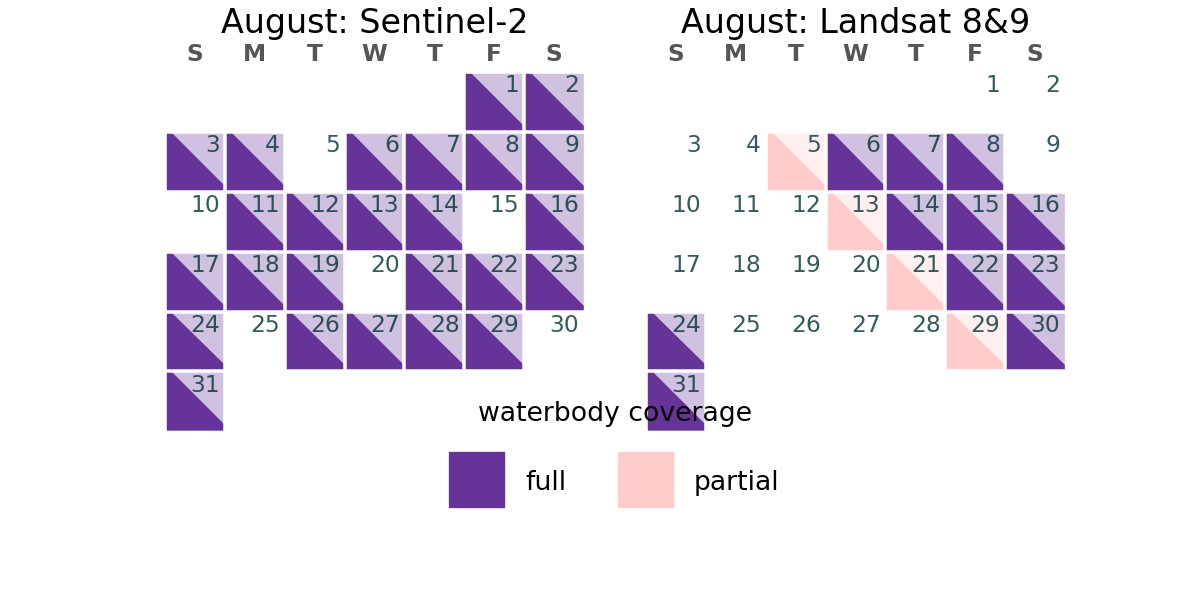 August: Sentinel-2
S M T W T F S
1 2
3 4 5 6 7 8 9
10 11 12 13 14 15 16
17 18 19 20 21 22 23
24 25 26 27 28 29 30
31
August: Landsat 8&9
S M T W T F S
1 2
3 4 5 6 7 8 9
10 11 12 13 14 15 16
17 18 19 20 21 22 23
24 25 26 27 28 29 30
31
waterbody coverage
full partial